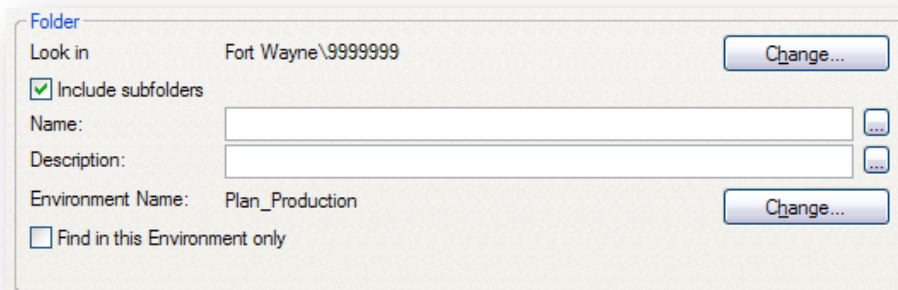 Folder
Look in Fort Wayne\9999999 Change...
Include subfolders
Name: ...
Description: ...
Environment Name: Plan_Production Change...
Find in this Environment only